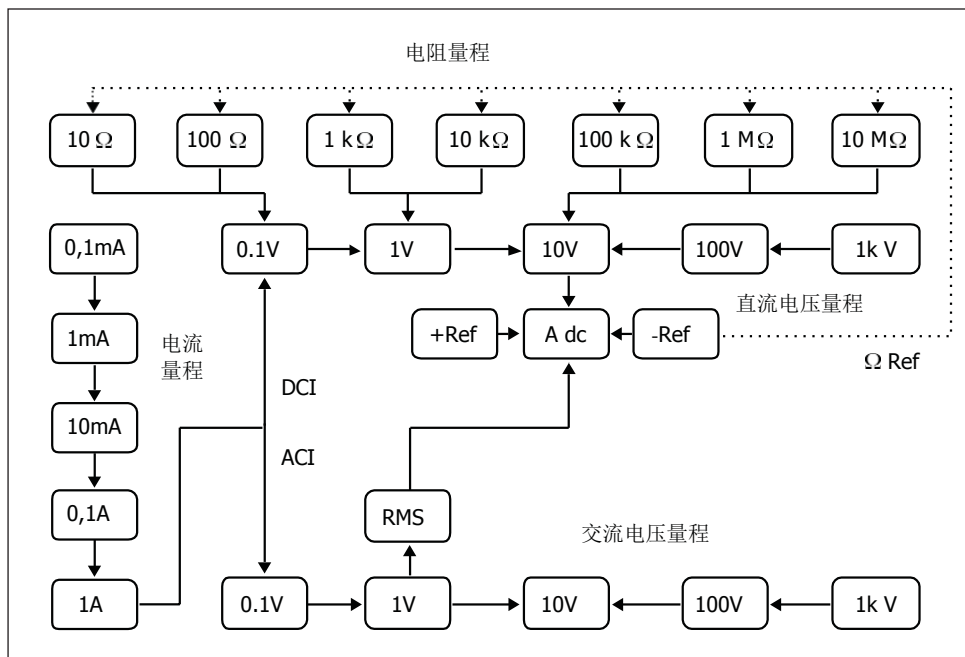 电阻量程
10 Ω
100 Ω
1 k Ω
10 kΩ
100 k Ω
1 MΩ
10 MΩ
0,1mA
0.1V
1V
10V
100V
1k V
直流电压量程
+Ref
A dc
-Ref
Ω Ref
1mA
电流
量程
DCI
10mA
ACI
0,1A
RMS
交流电压量程
1A
0.1V
1V
10V
100V
1k V